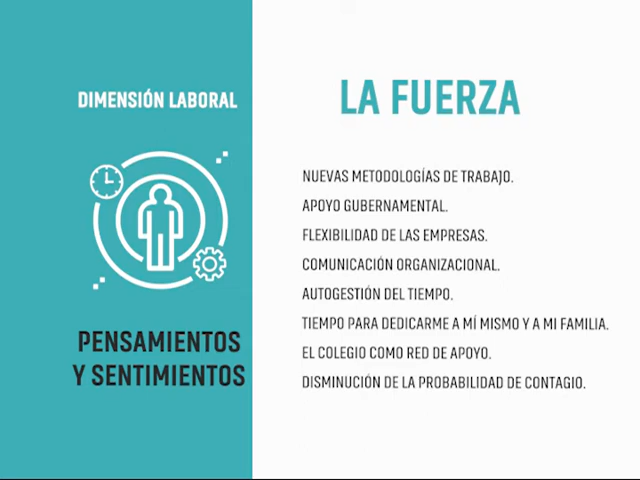 DIMENSIÓN LABORAL
PENSAMIENTOS
Y SENTIMIENTOS
LA FUERZA
NUEVAS METODOLOGÍAS DE TRABAJO.
APOYO GUBERNAMENTAL.
FLEXIBILIDAD DE LAS EMPRESAS.
COMUNICACIÓN ORGANIZACIONAL.
AUTOGESTIÓN DEL TIEMPO.
TIEMPO PARA DEDICARME A MÍ MISMO Y A MI FAMILIA.
EL COLEGIO COMO RED DE APOYO.
DISMINUCIÓN DE LA PROBABILIDAD DE CONTAGIO.